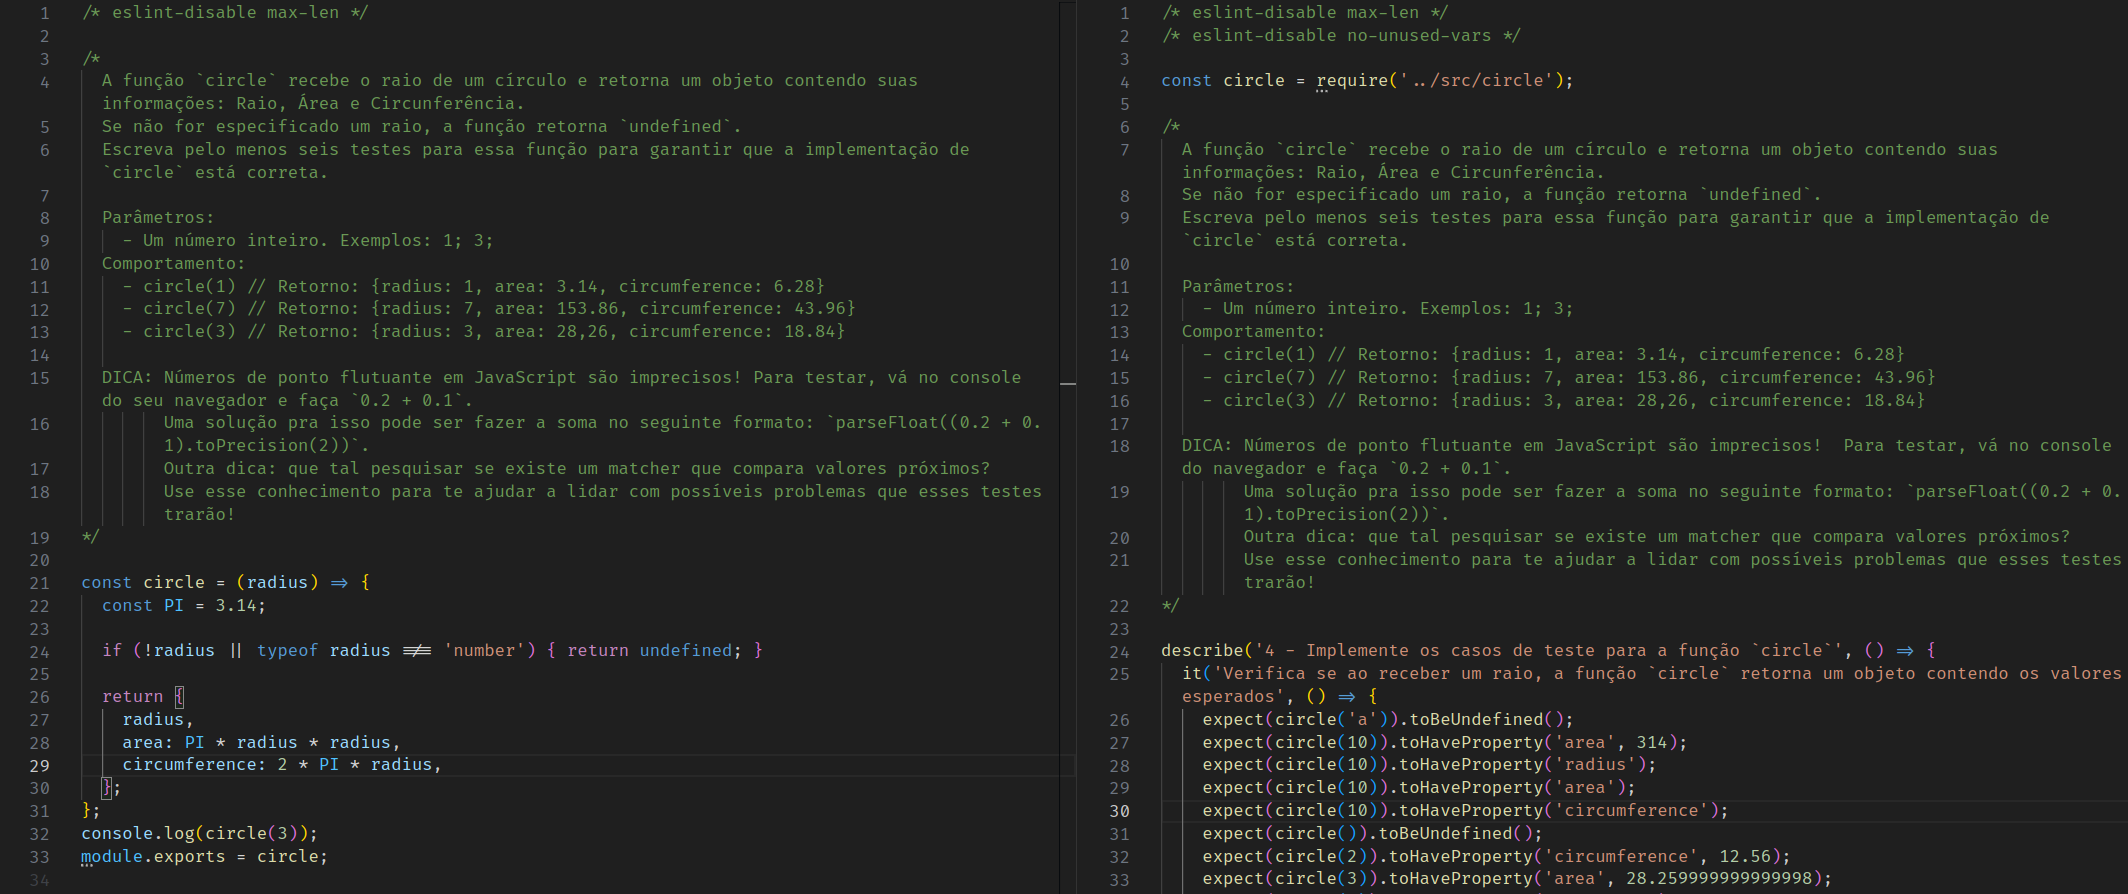 1 /* eslint-disable max-len */
2
3 /*
4 A função `circle` recebe o raio de um círculo e retorna um objeto contendo suas
informações: Raio, Área e Circunferência.
5 Se não for especificado um raio, a função retorna `undefined`.
6 Escreva pelo menos seis testes para essa função para garantir que a implementação de
`circle` está correta.
7
8 Parâmetros:
9 - Um número inteiro. Exemplos: 1; 3;
10 Comportamento:
11 - circle(1) // Retorno: {radius: 1, area: 3.14, circumference: 6.28}
12 - circle(7) // Retorno: {radius: 7, area: 153.86, circumference: 43.96}
13 - circle(3) // Retorno: {radius: 3, area: 28,26, circumference: 18.84}
14
15 DICA: Números de ponto flutuante em JavaScript são imprecisos! Para testar, vá no console
do seu navegador e faça `0.2 + 0.1`.
16 Uma solução pra isso pode ser fazer a soma no seguinte formato: `parseFloat((0.2 + 0.
1).toPrecision(2))`.
17 Outra dica: que tal pesquisar se existe um matcher que compara valores próximos?
18 Use esse conhecimento para te ajudar a lidar com possíveis problemas que esses testes
trarão!
19 */
20
21 const circle = (radius) => {
22 const PI = 3.14;
23
24 if (!radius || typeof radius !== 'number') { return undefined; }
25
26 return {
27 radius,
28 area: PI * radius * radius,
29 circumference: 2 * PI * radius,
30 };
31 };
32 console.log(circle(3));
33 module.exports = circle;
34
1 /* eslint-disable max-len */
2 /* eslint-disable no-unused-vars */
3
4 const circle = require('../src/circle');
5
6 /*
7 A função `circle` recebe o raio de um círculo e retorna um objeto contendo suas
informações: Raio, Área e Circunferência.
8 Se não for especificado um raio, a função retorna `undefined`.
9 Escreva pelo menos seis testes para essa função para garantir que a implementação de
`circle` está correta.
10
11 Parâmetros:
12 - Um número inteiro. Exemplos: 1; 3;
13 Comportamento:
14 - circle(1) // Retorno: {radius: 1, area: 3.14, circumference: 6.28}
15 - circle(7) // Retorno: {radius: 7, area: 153.86, circumference: 43.96}
16 - circle(3) // Retorno: {radius: 3, area: 28,26, circumference: 18.84}
17
18 DICA: Números de ponto flutuante em JavaScript são imprecisos!  Para testar, vá no console
do navegador e faça `0.2 + 0.1`.
19 Uma solução pra isso pode ser fazer a soma no seguinte formato: `parseFloat((0.2 + 0.
1).toPrecision(2))`.
20 Outra dica: que tal pesquisar se existe um matcher que compara valores próximos?
21 Use esse conhecimento para te ajudar a lidar com possíveis problemas que esses testes
trarão!
22 */
23
24 describe('4 - Implemente os casos de teste para a função `circle`', () => {
25 it('Verifica se ao receber um raio, a função `circle` retorna um objeto contendo os valores
esperados', () => {
26 expect(circle('a')).toBeUndefined();
27 expect(circle(10)).toHaveProperty('area', 314);
28 expect(circle(10)).toHaveProperty('radius');
29 expect(circle(10)).toHaveProperty('area');
30 expect(circle(10)).toHaveProperty('circumference');
31 expect(circle()).toBeUndefined();
32 expect(circle(2)).toHaveProperty('circumference', 12.56);
33 expect(circle(3)).toHaveProperty('area', 28.259999999999998);